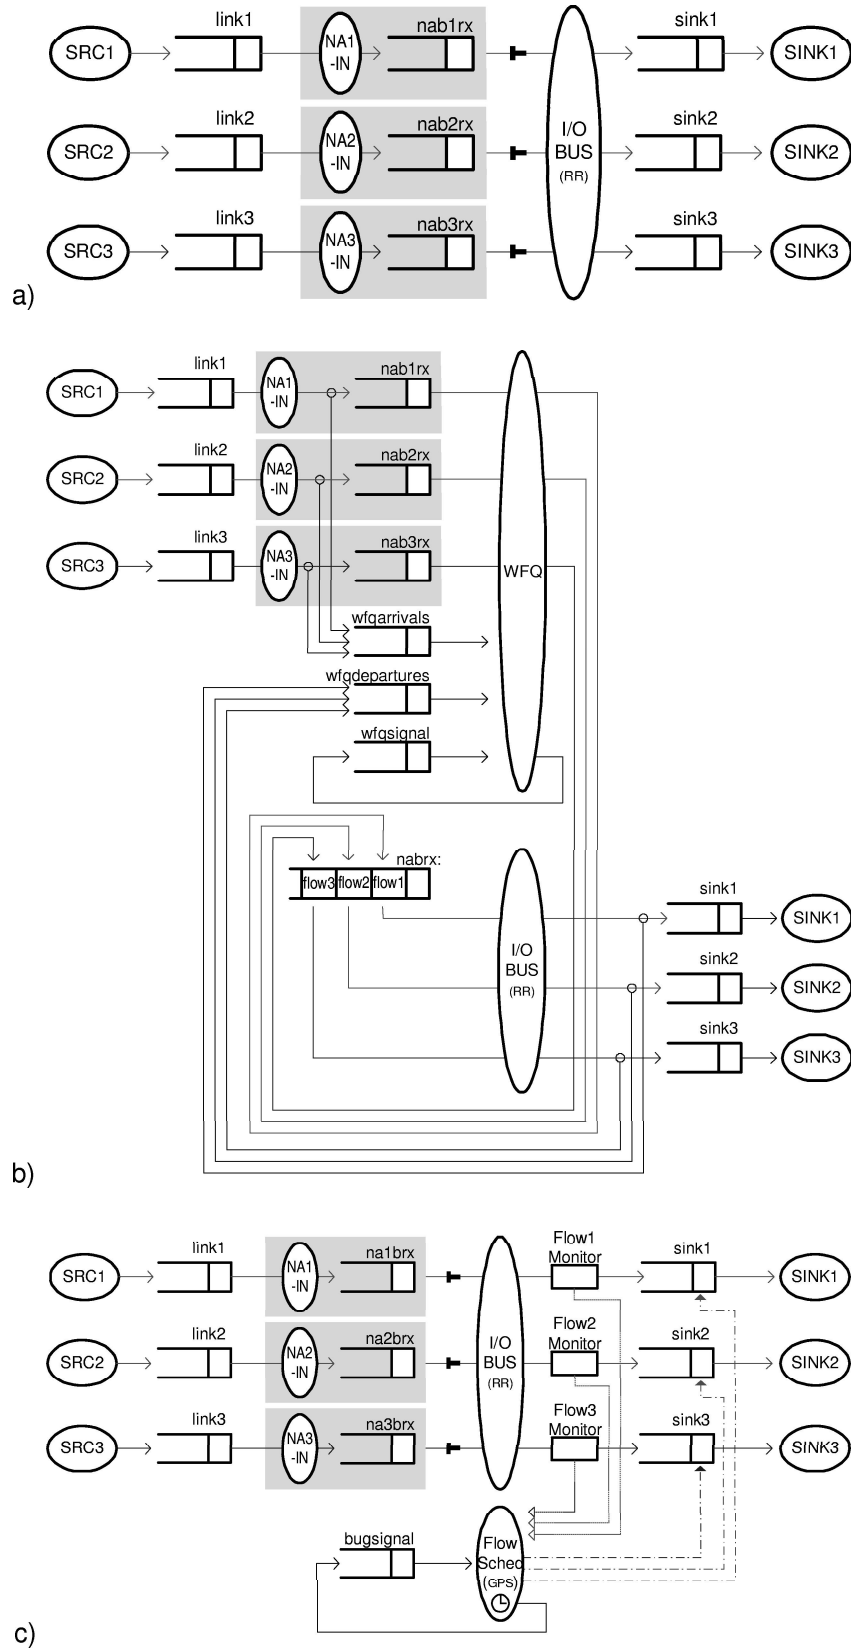 link1
nab1rx
sink1
SRC1
NA1
-IN
SINK1
link2
nab2rx
sink2
SRC2
NA2
-IN
I/O
BUS
(RR)
SINK2
link3
nab3rx
sink3
SRC3
NA3
-IN
SINK3
a)
link1
nab1rx
SRC1
NA1
-IN
link2
nab2rx
SRC2
NA2
-IN
link3
nab3rx
SRC3
NA3
-IN
WFQ
wfqarrivals
wfqdepartures
wfqsignal
nabrx:
flow3
flow2
flow1
I/O
BUS
(RR)
sink1
SINK1
sink2
SINK2
sink3
SINK3
b)
link1
na1brx
Flow1
Monitor
sink1
SRC1
NA1
-IN
SINK1
link2
na2brx
Flow2
Monitor
sink2
SRC2
NA2
-IN
I/O
BUS
(RR)
SINK2
link3
na3brx
Flow3
Monitor
sink3
SRC3
NA3
-IN
SINK3
bugsignal
Flow
Sched
(GPS)
c)